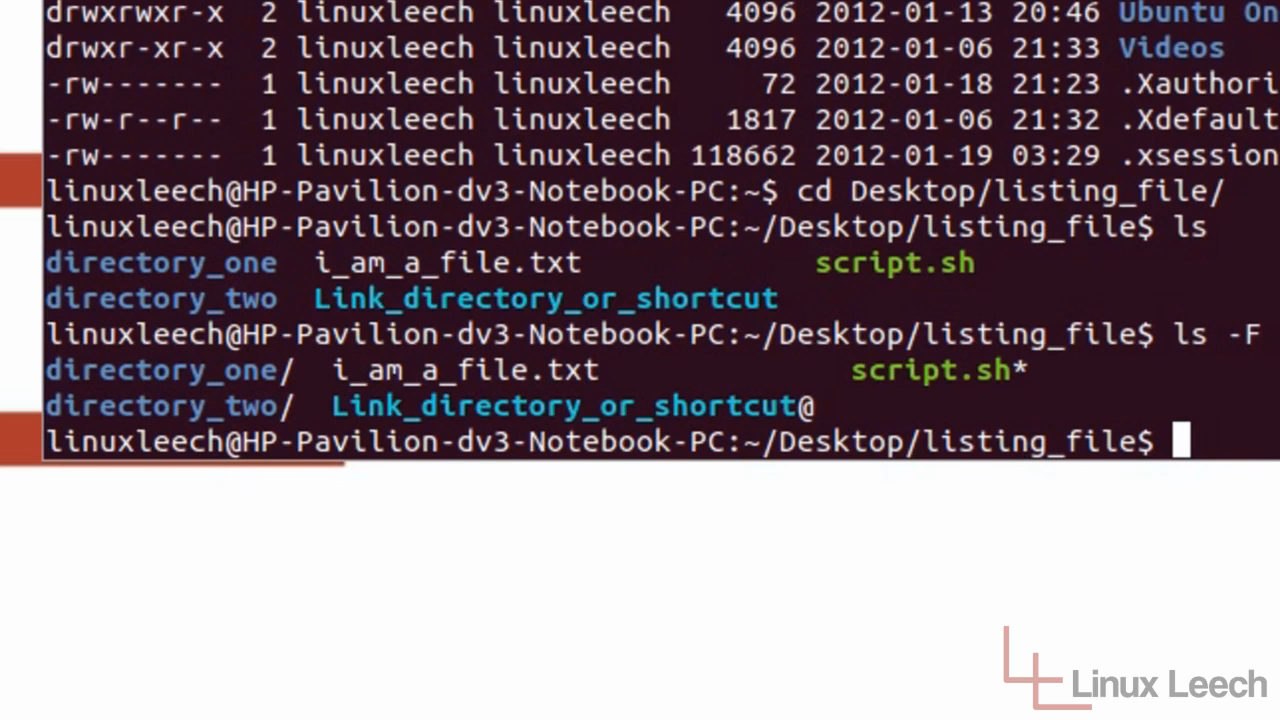 drwxrwxr-x 2 linuxleech linuxleech 4096 2012-01-13 20:46 Ubuntu On
drwxr-xr-x 2 linuxleech linuxleech 4096 2012-01-06 21:33 Videos
-rw------- 1 linuxleech linuxleech 72 2012-01-18 21:23 .Xauthori
-rw-r--r-- 1 linuxleech linuxleech 1817 2012-01-06 21:32 .Xdefault
-rw------- 1 linuxleech linuxleech 118662 2012-01-19 03:29 .xsession
linuxleech@HP-Pavilion-dv3-Notebook-PC:~$ cd Desktop/listing_file/
linuxleech@HP-Pavilion-dv3-Notebook-PC:~/Desktop/listing_file$ ls
directory_one i_am_a_file.txt script.sh
directory_two Link_directory_or_shortcut
linuxleech@HP-Pavilion-dv3-Notebook-PC:~/Desktop/listing_file$ ls -F
directory_one/ i_am_a_file.txt script.sh*
directory_two/ Link_directory_or_shortcut@
linuxleech@HP-Pavilion-dv3-Notebook-PC:~/Desktop/listing_file$
Linux Leech